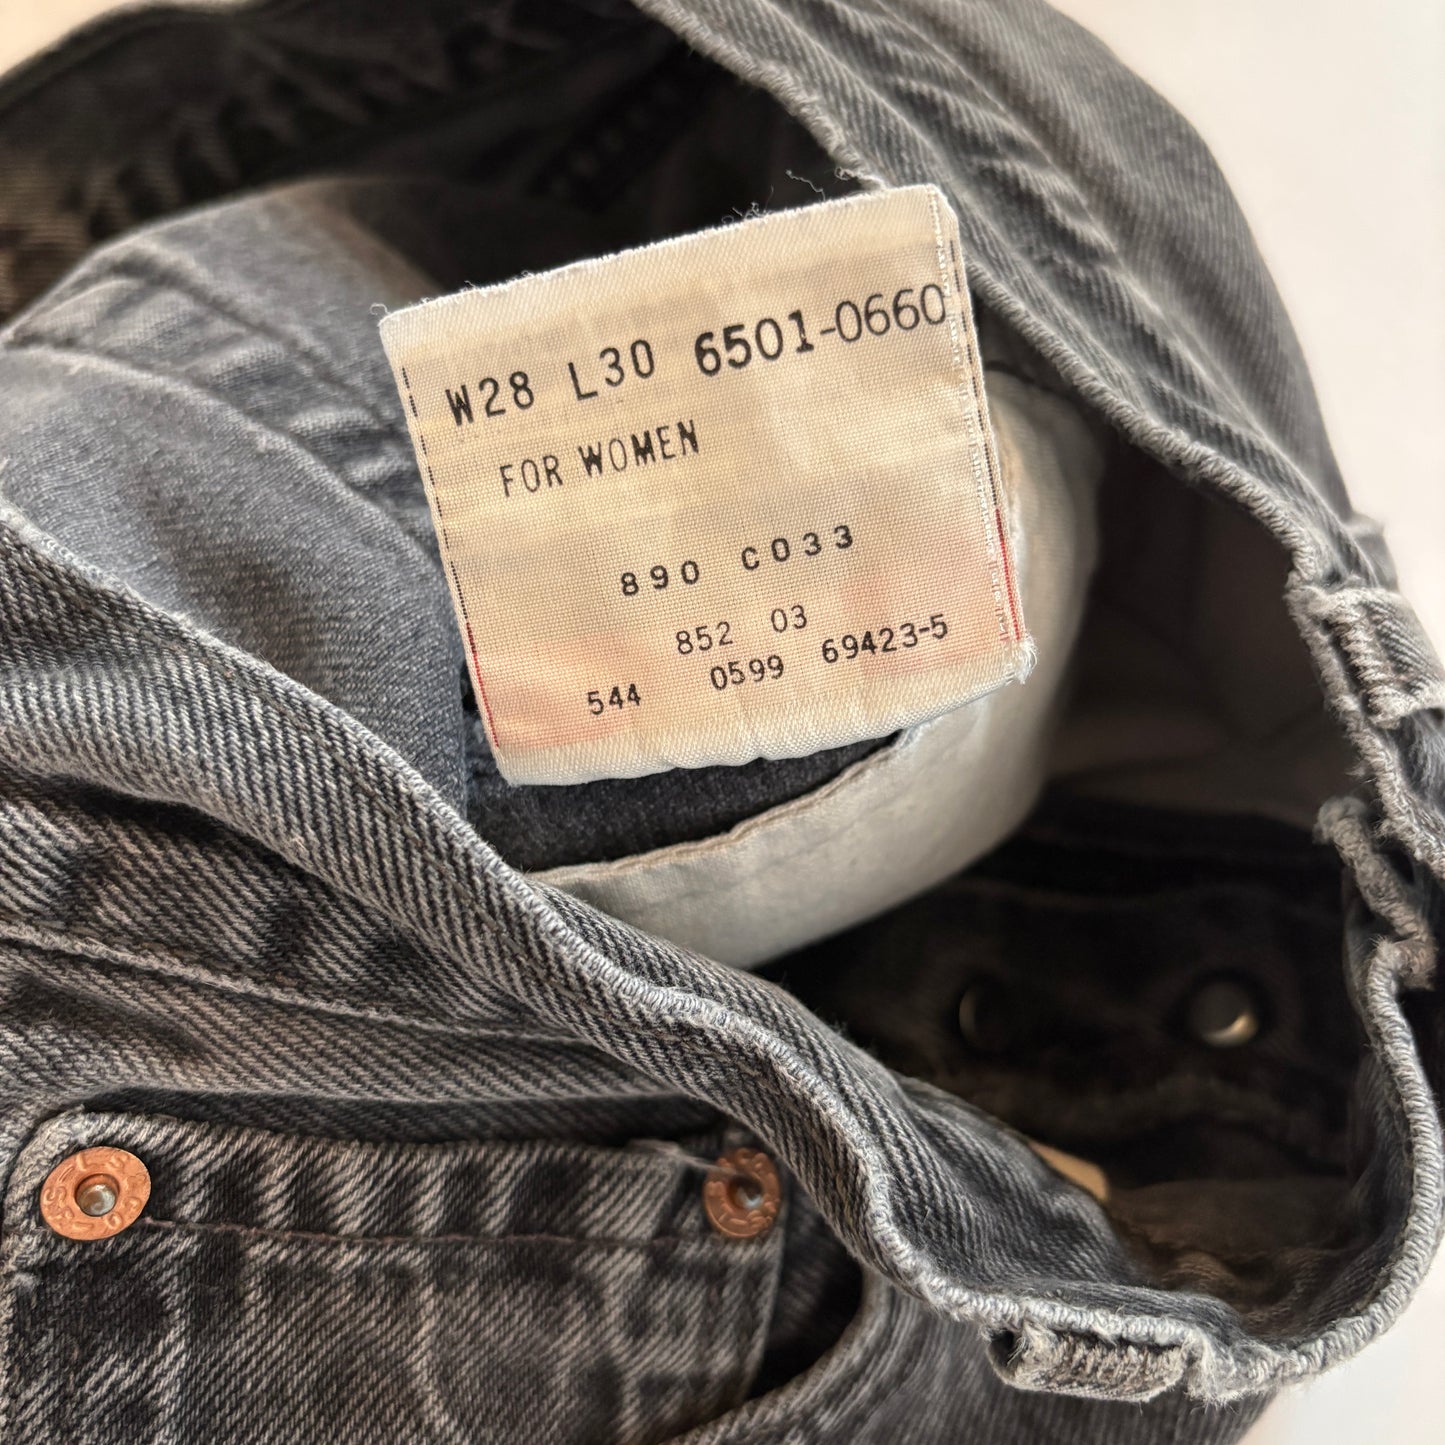 W28 L30 6501-0660
FOR WOMEN
890 C033
852 03
544 0599 69423-5